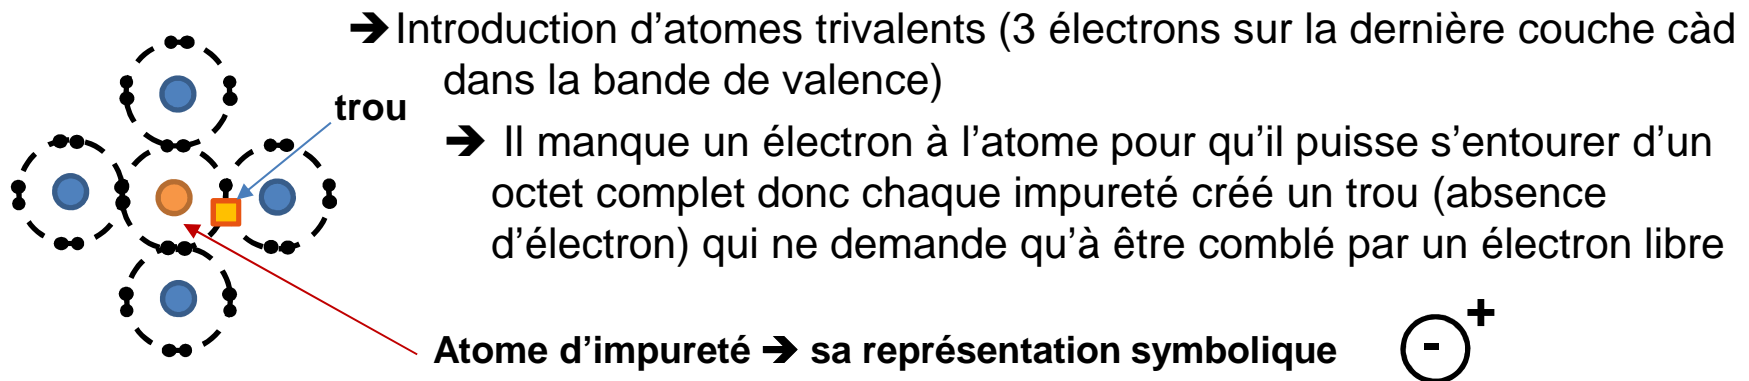 ➔Introduction d’atomes trivalents (3 électrons sur la dernière couche càd
dans la bande de valence)
trou
➔ Il manque un électron à l’atome pour qu’il puisse s’entourer d’un
octet complet donc chaque impureté créé un trou (absence
d’électron) qui ne demande qu’à être comblé par un électron libre
Atome d’impureté ➔ sa représentation symbolique
- +